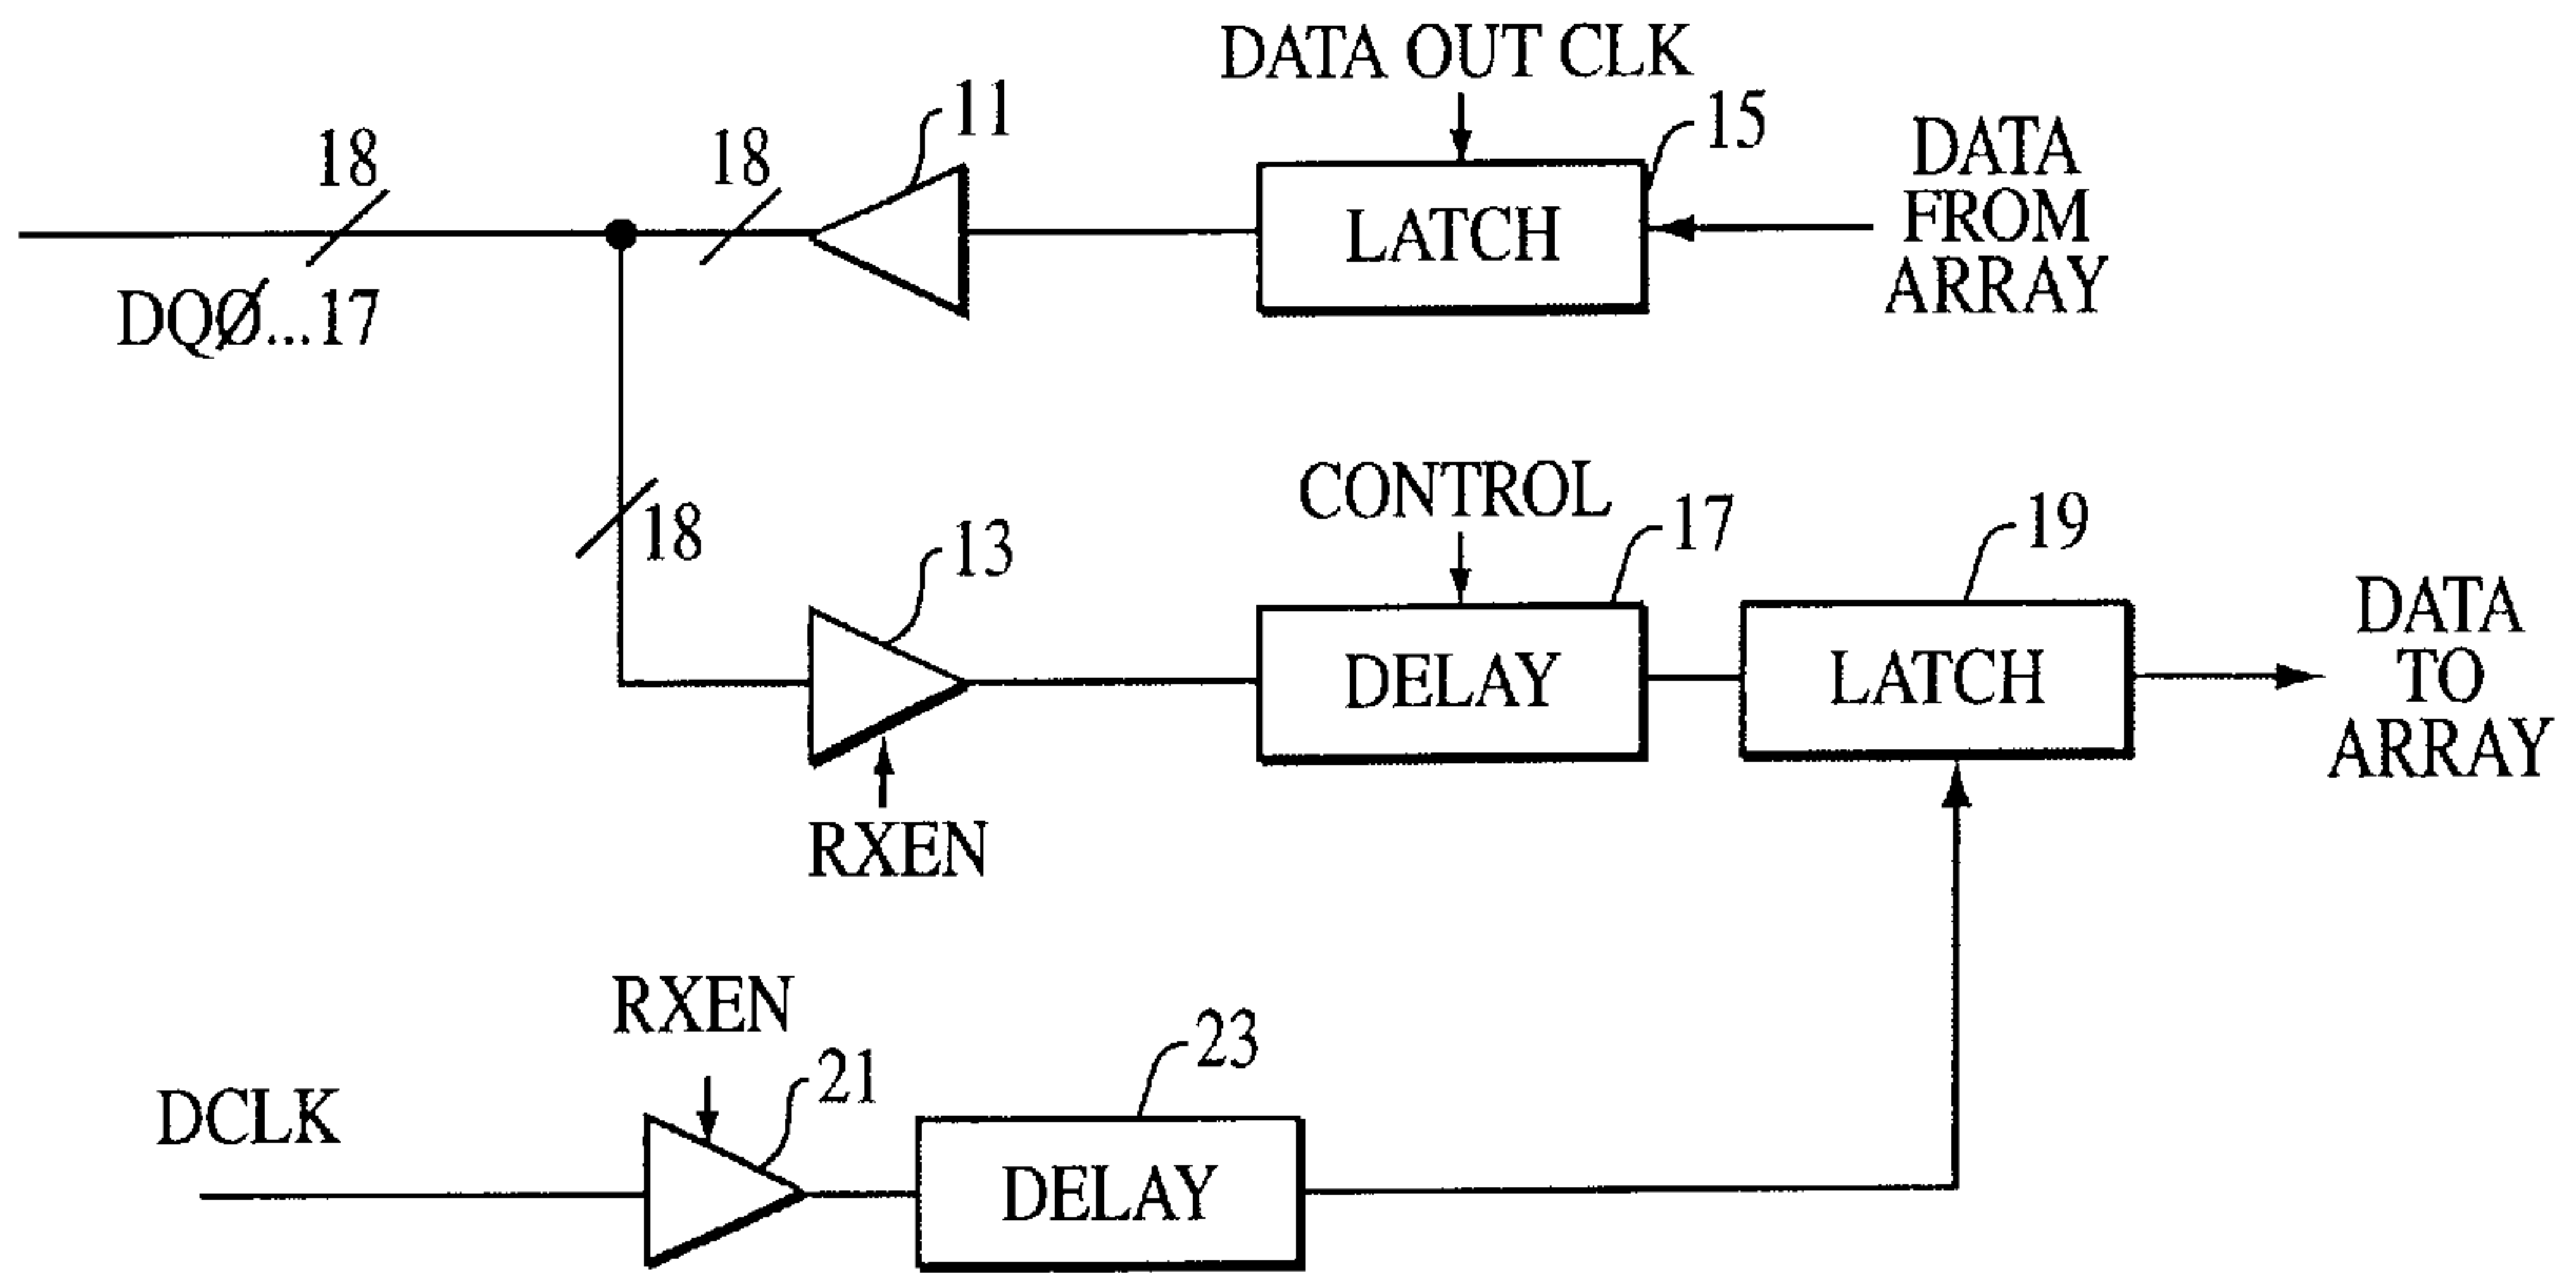 DATA OUT CLK
11
15
18
18
DATA
FROM
ARRAY
LATCH
DQØ...17
CONTROL
17
19
18
13
DATA
TO
ARRAY
DELAY
LATCH
RXEN
RXEN
21
23
DCLK
DELAY